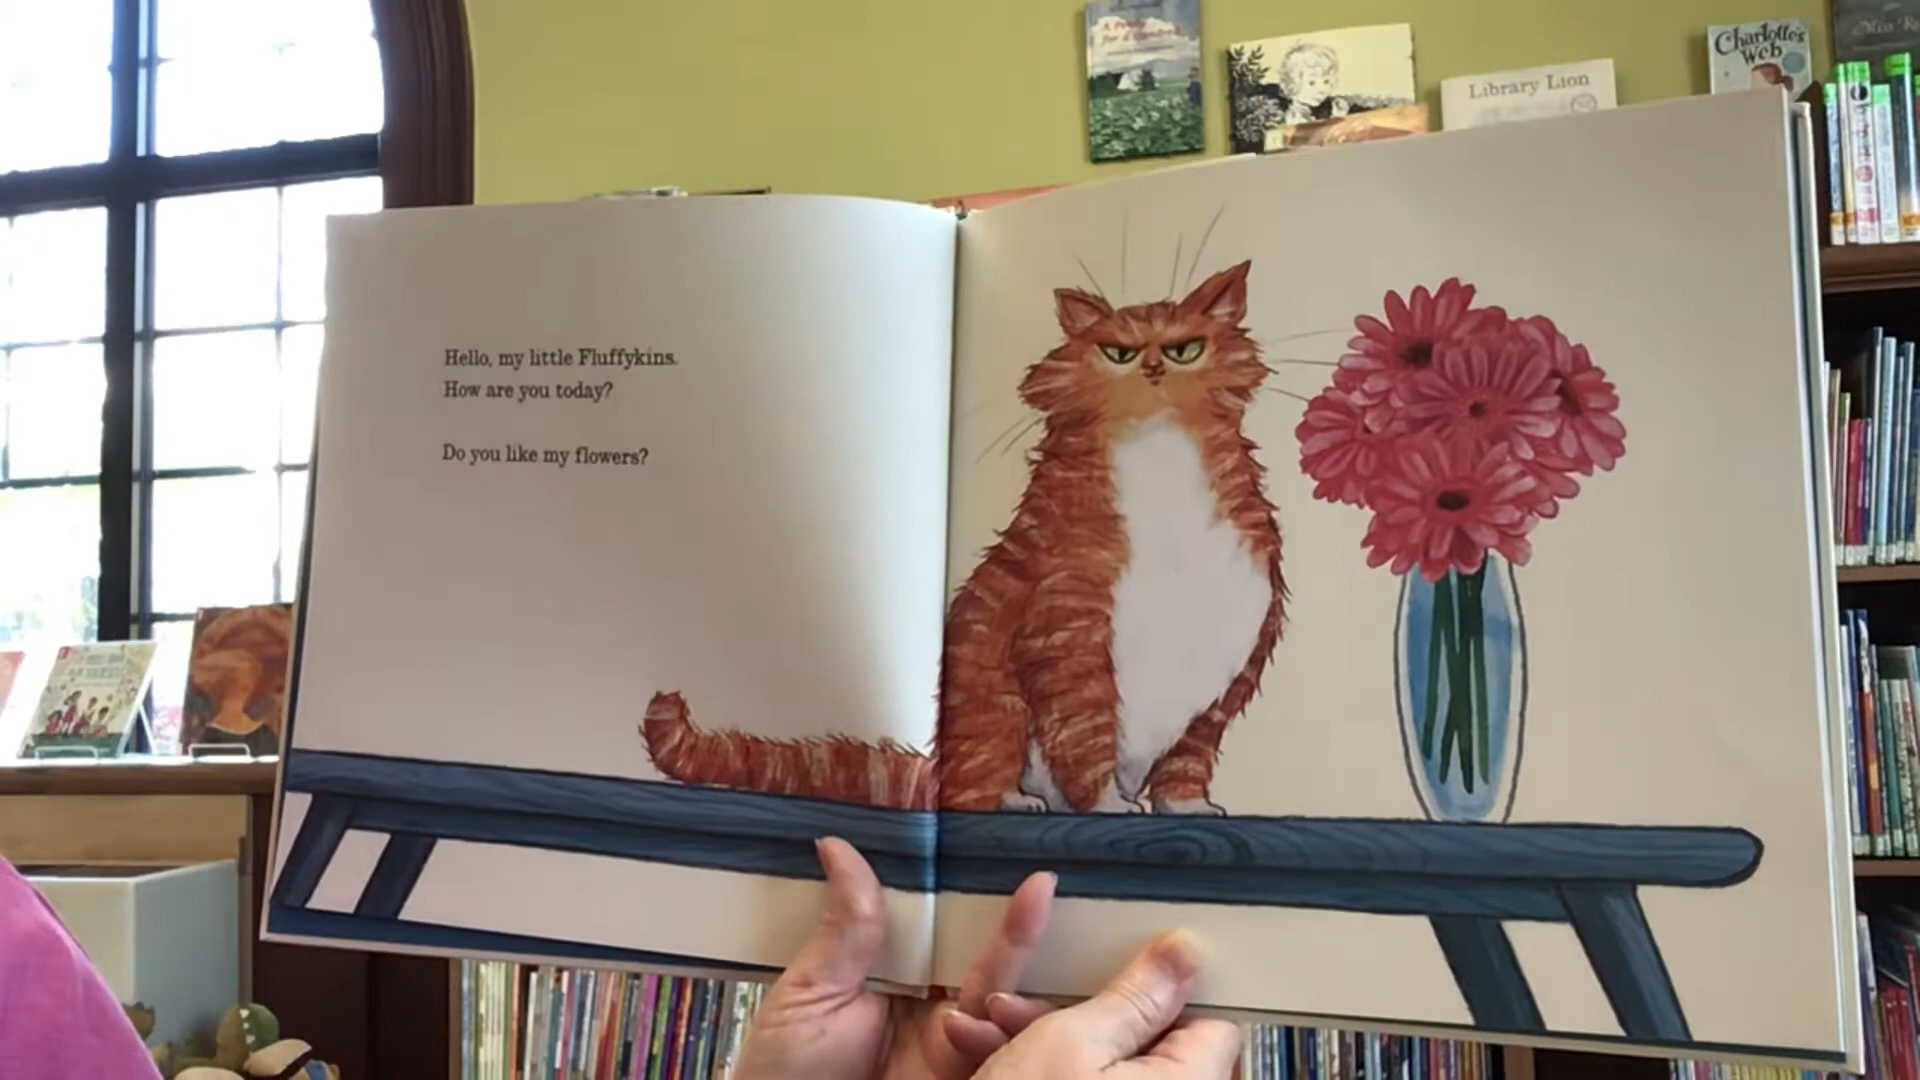 Hello, my little Fluffykins.
How are you today?
Do you like my flowers?
Library Lion
Charlotte's
Web